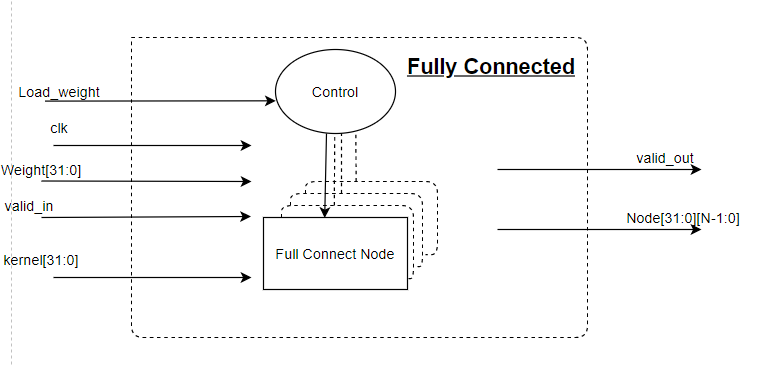 Fully Connected
Control
Load_weight
clk
Weight[31:0]
valid_in
kernel[31:0]
Full Connect Node
valid_out
Node[31:0][N-1:0]